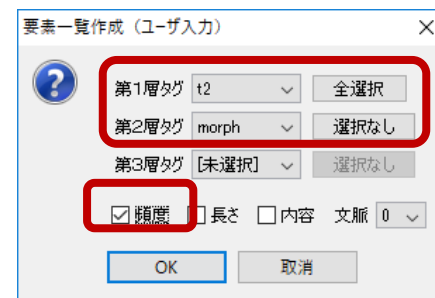 要素一覧作成（ユーザ入力）
第1層タグ t2 全選択
第2層タグ morph 選択なし
第3層タグ [未選択] 選択なし
頻度 長さ 内容 文脈 0
OK 取消